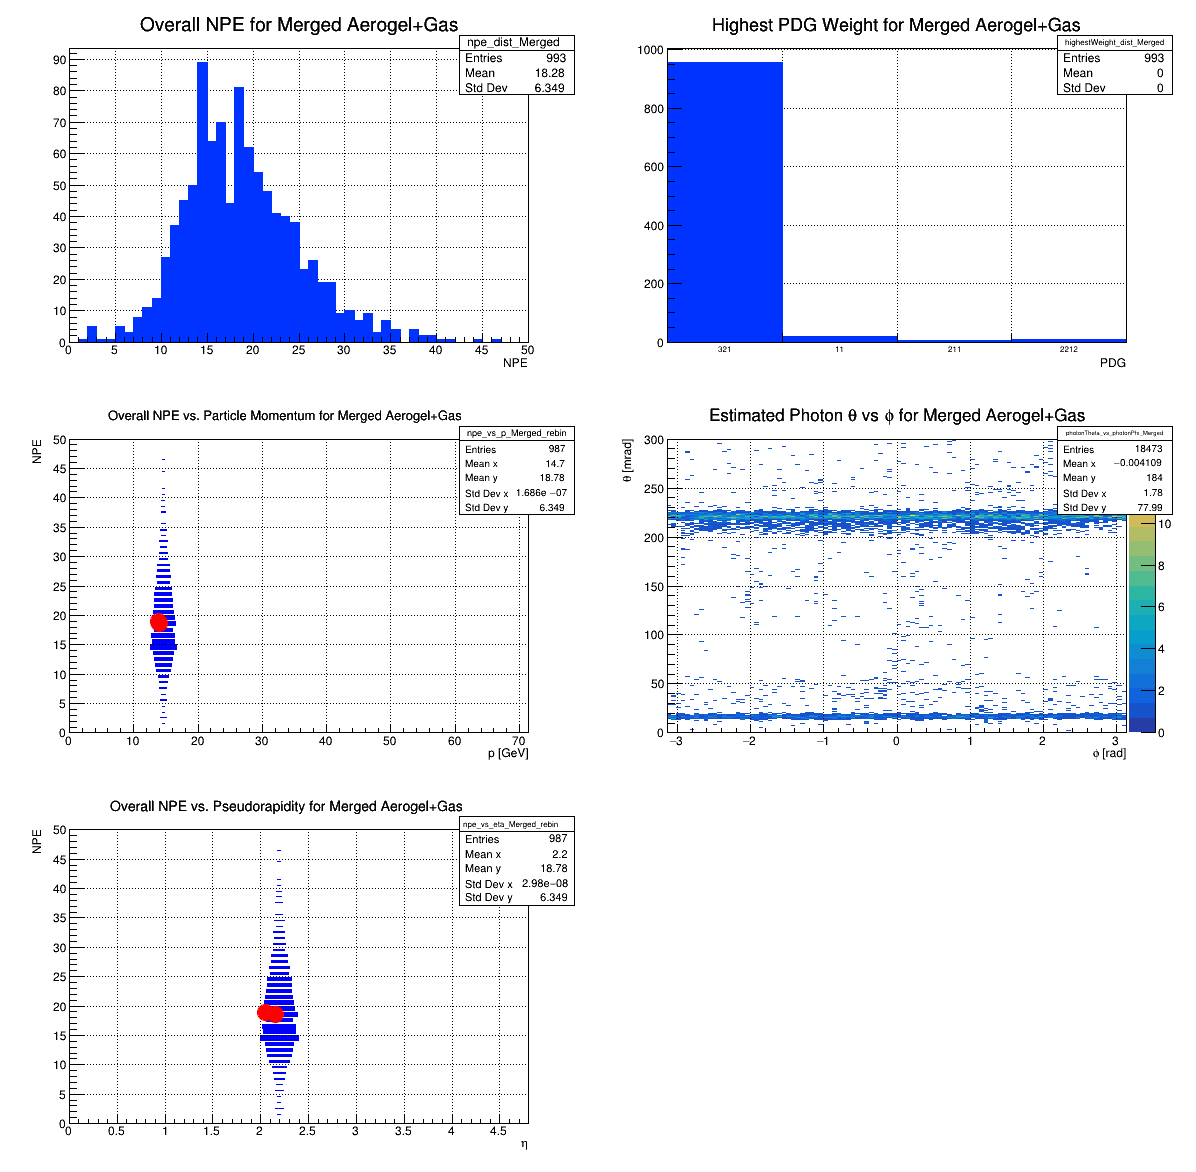 Overall NPE for Merged Aerogel+Gas
npe_dist_Merged
Entries 993
Mean 18.28
Std Dev 6.349
90
80
70
60
50
40
30
20
10
0
0 5 10 15 20 25 30 35 40 45 50
NPE
Highest PDG Weight for Merged Aerogel+Gas
highestWeight_dist_Merged
Entries 993
Mean 0
Std Dev 0
1000
800
600
400
200
0
321 11 211 2212
PDG
Overall NPE vs. Particle Momentum for Merged Aerogel+Gas
npe_vs_p_Merged_rebin
Entries 987
Mean x 14.7
Mean y 18.78
Std Dev x 1.686e −07
Std Dev y 6.349
NPE
50
45
40
35
30
25
20
15
10
5
0
0 10 20 30 40 50 60 70
p [GeV]
Estimated Photon θ vs ϕ for Merged Aerogel+Gas
photonTheta_vs_photonPhi_Merged
Entries 18473
Mean x −0.004109
Mean y 184
Std Dev x 1.78
Std Dev y 77.99
θ [mrad]
300
250
200
150
100
50
0
−3 −2 −1 0 1 2 3
ϕ [rad]
10
8
6
4
2
0
Overall NPE vs. Pseudorapidity for Merged Aerogel+Gas
npe_vs_eta_Merged_rebin
Entries 987
Mean x 2.2
Mean y 18.78
Std Dev x 2.98e−08
Std Dev y 6.349
NPE
50
45
40
35
30
25
20
15
10
5
0
0 0.5 1 1.5 2 2.5 3 3.5 4 4.5
η